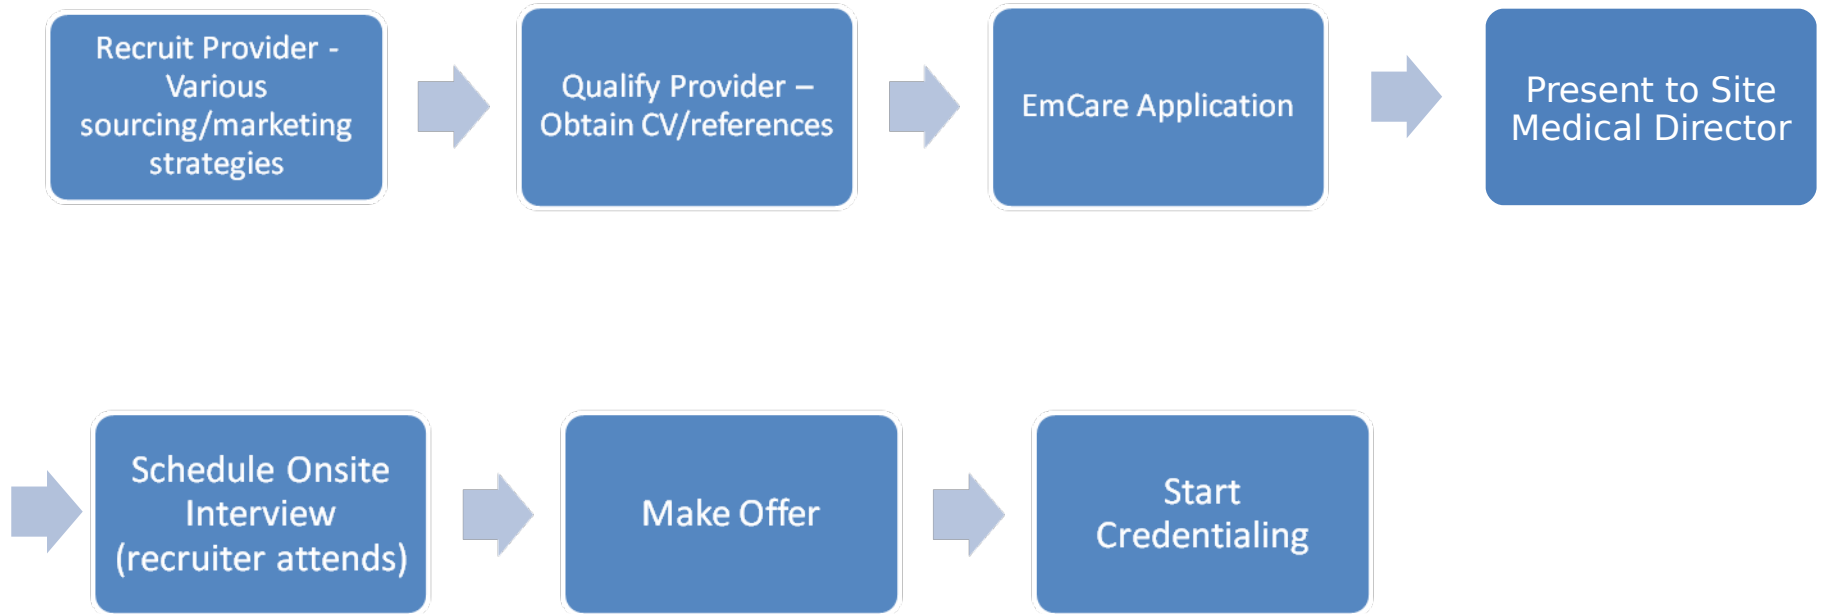 Recruit Provider -
Various
sourcing/marketing
strategies
Qualify Provider –
Obtain CV/references
EmCare Application
Present to Site
Medical Director
Schedule Onsite
Interview
(recruiter attends)
Make Offer
Start
Credentialing